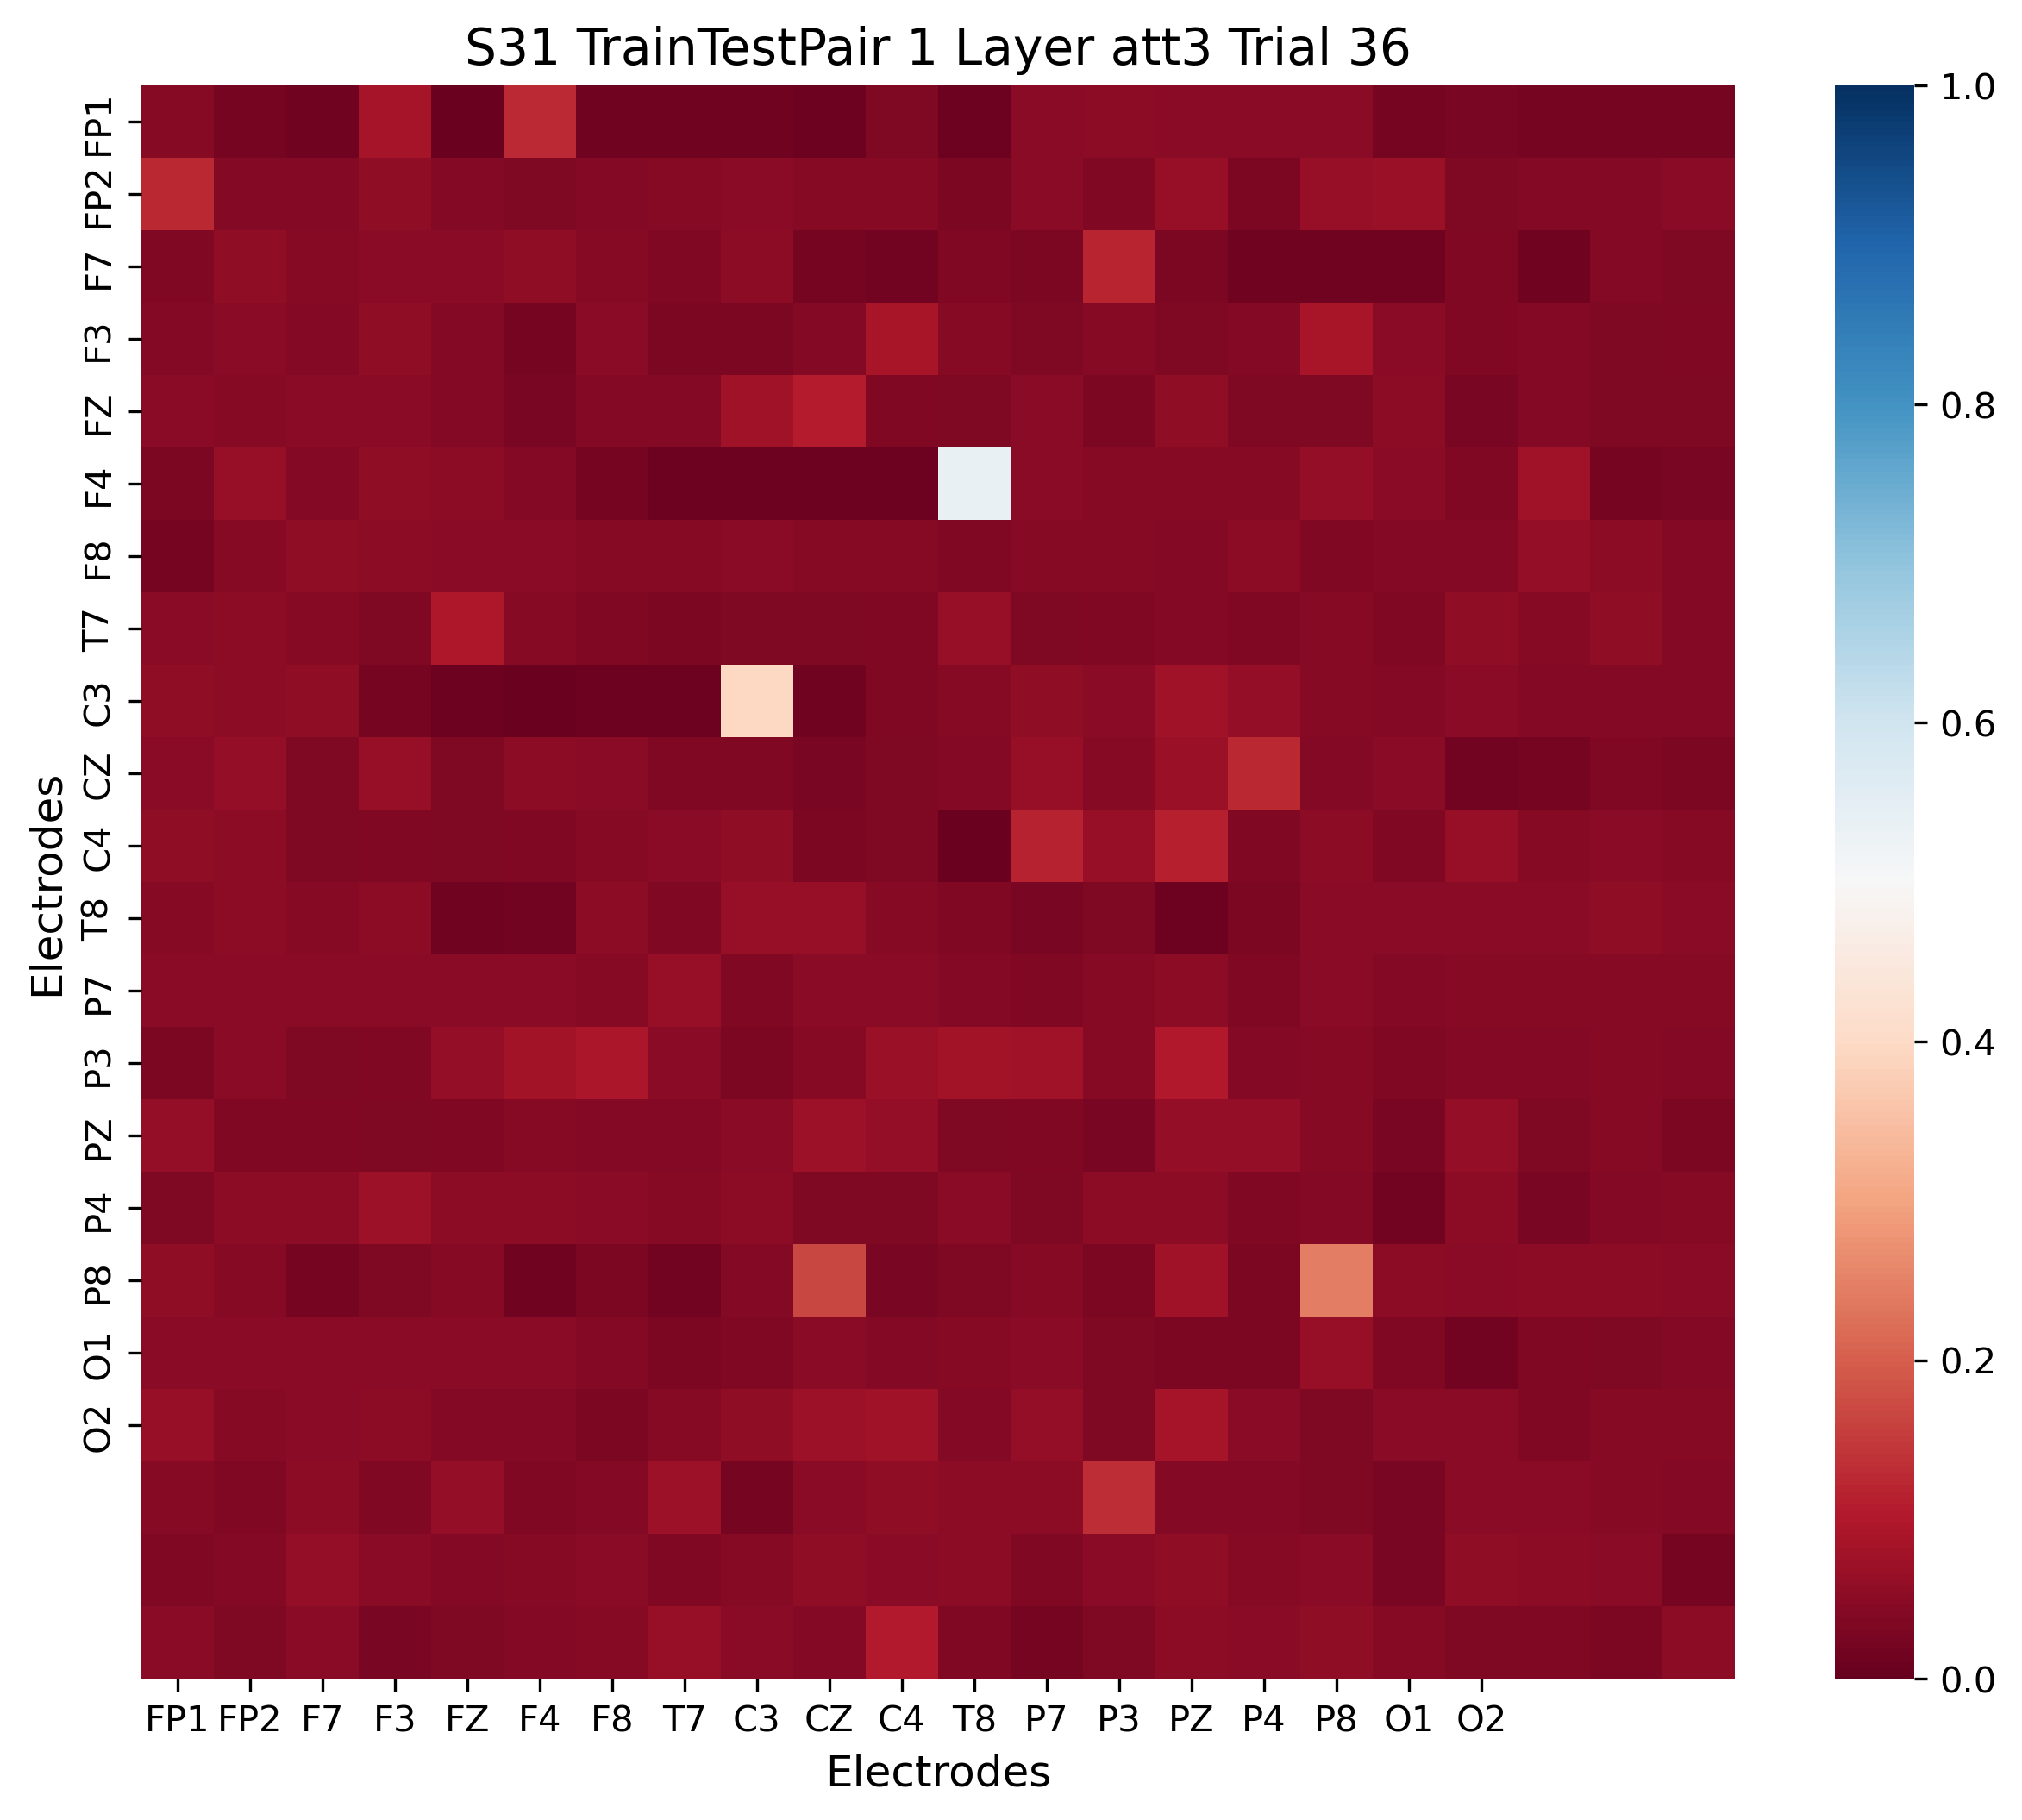 S31 TrainTestPair 1 Layer att3 Trial 36
Electrodes
FP1
FP2
F7
F3
FZ
F4
F8
T7
C3
CZ
C4
T8
P7
P3
PZ
P4
P8
O1
O2
FP1 FP2 F7 F3 FZ F4 F8 T7 C3 CZ C4 T8 P7 P3 PZ P4 P8 O1 O2
Electrodes
1.0
0.8
0.6
0.4
0.2
0.0